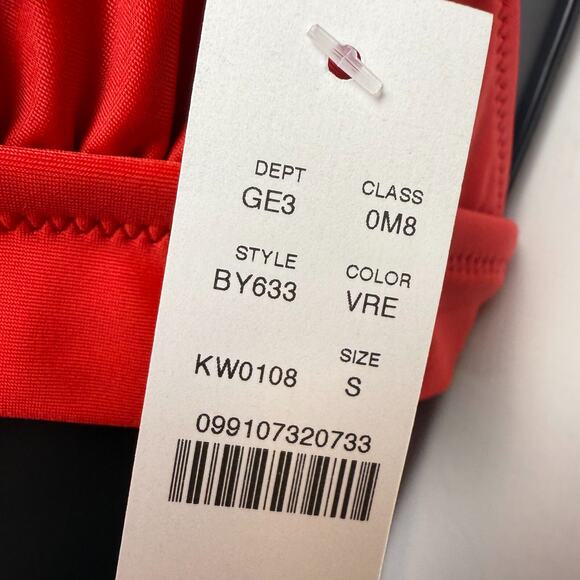 DEPT CLASS
GE3 0M8
STYLE COLOR
BY633 VRE
KW0108 SIZE
S
099107320733